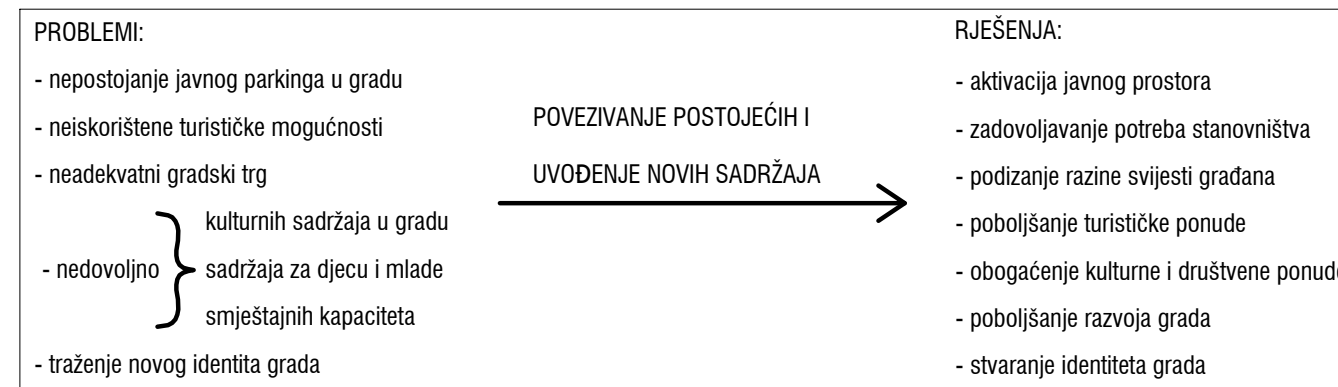 PROBLEMI:
- nepostojanje javnog parkinga u gradu
- neiskorištene turističke mogućnosti
- neadekvatni gradski trg
kulturnih sadržaja u gradu
- nedovoljno
sadržaja za djecu i mlade
smještajnih kapaciteta
- traženje novog identita grada
POVEZIVANJE POSTOJEĆIH I
UVOĐENJE NOVIH SADRŽAJA
RJEŠENJA:
- aktivacija javnog prostora
- zadovoljavanje potreba stanovništva
- podizanje razine svijesti građana
- poboljšanje turističke ponude
- obogaćenje kulturne i društvene ponude
- poboljšanje razvoja grada
- stvaranje identiteta grada